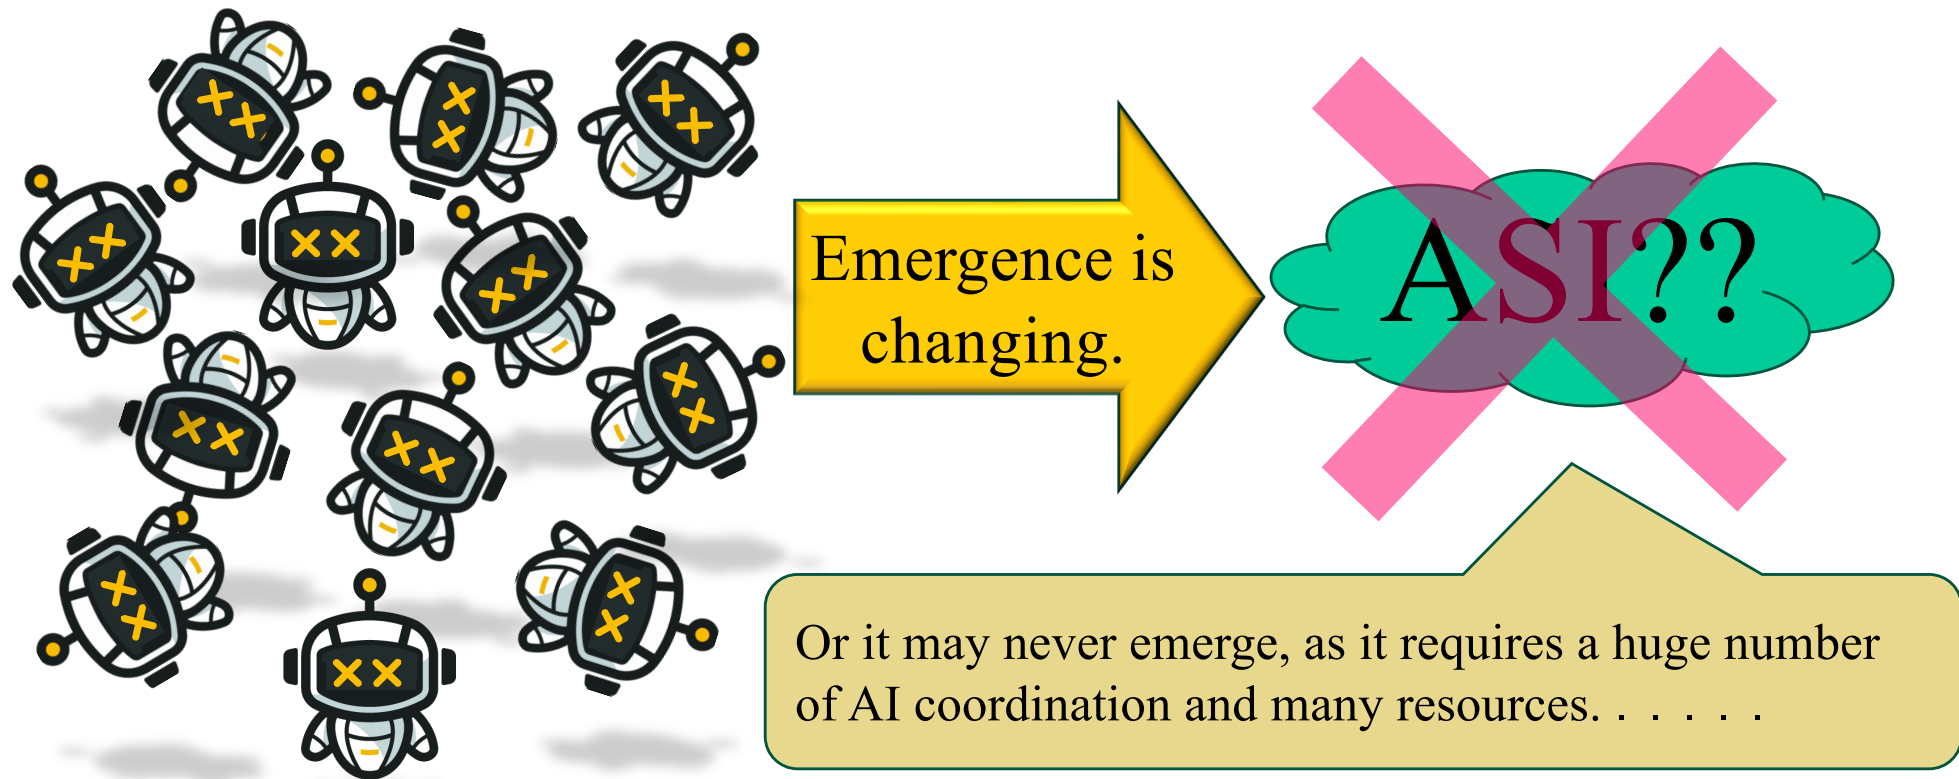 Emergence is
changing.
ASI??
Or it may never emerge, as it requires a huge number
of AI coordination and many resources. . . . . .